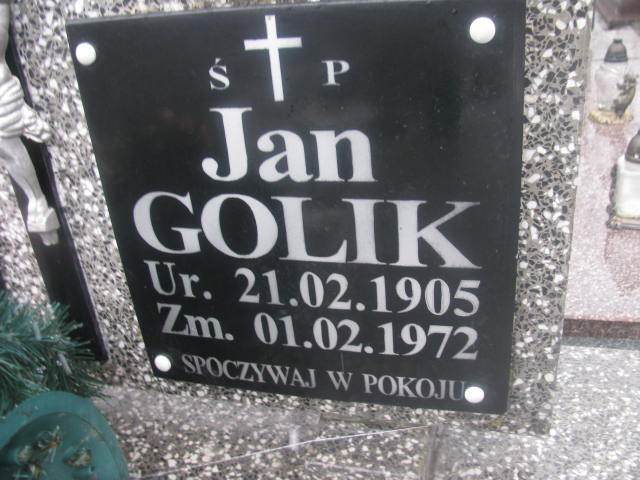 Ś P
Jan
GOLIK
Ur. 21.02.1905
Zm. 01.02.1972
SPOCZYWAJ W POKOJU